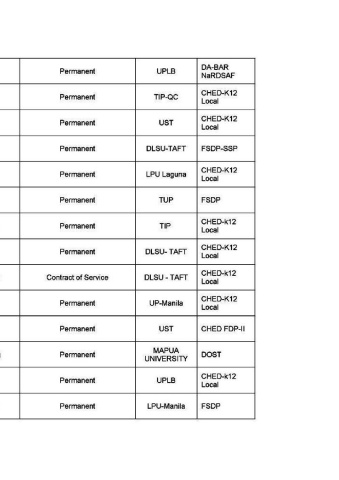 Permanent UPLB DA-BAR
NaRDSAF
Permanent TIP-QC CHED-K12
Local
Permanent UST CHED-K12
Local
Permanent DLSU-TAFT FSDP-SSP
Permanent LPU Laguna CHED-K12
Local
Permanent TUP FSDP
Permanent TIP CHED-k12
Local
Permanent DLSU- TAFT CHED-K12
Local
Contract of Service DLSU - TAFT CHED-k12
Local
Permanent UP-Manila CHED-K12
Local
Permanent UST CHED FDP-II
Permanent MAPUA
UNIVERSITY DOST
Permanent UPLB CHED-k12
Local
Permanent LPU-Manila FSDP